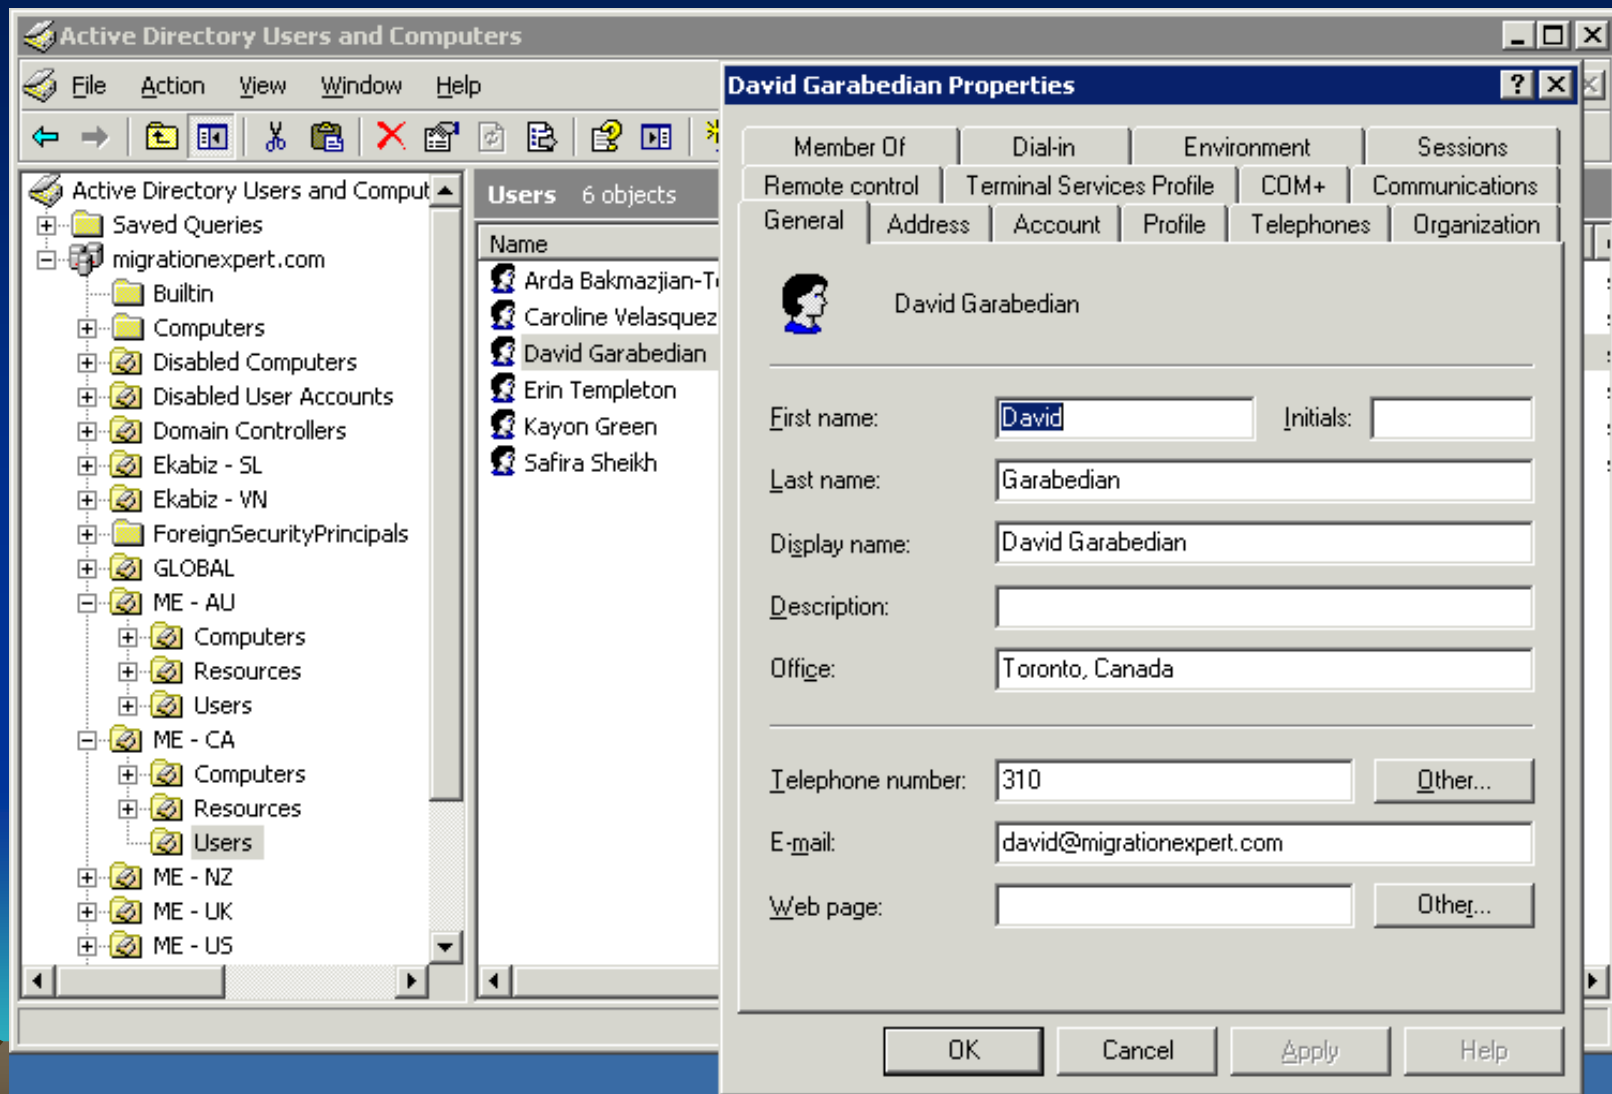 Active Directory Users and Computers
File Action View Window Help
Active Directory Users and Comput
Saved Queries
migrationexpert.com
Builtin
Computers
Disabled Computers
Disabled User Accounts
Domain Controllers
Ekabiz - SL
Ekabiz - VN
ForeignSecurityPrincipals
GLOBAL
ME - AU
Computers
Resources
Users
ME - CA
Computers
Resources
Users
ME - NZ
ME - UK
ME - US
Users 6 objects
Name
Arda Bakmazjian-T
Caroline Velasquez
David Garabedian
Erin Templeton
Kayon Green
Safira Sheikh
David Garabedian Properties
Member Of Dial-in Environment Sessions
Remote control Terminal Services Profile COM+ Communications
General Address Account Profile Telephones Organization
David Garabedian
First name: David Initials:
Last name: Garabedian
Display name: David Garabedian
Description:
Office: Toronto, Canada
Telephone number: 310 Other...
E-mail: david@migrationexpert.com
Web page: Other...
OK Cancel Apply Help